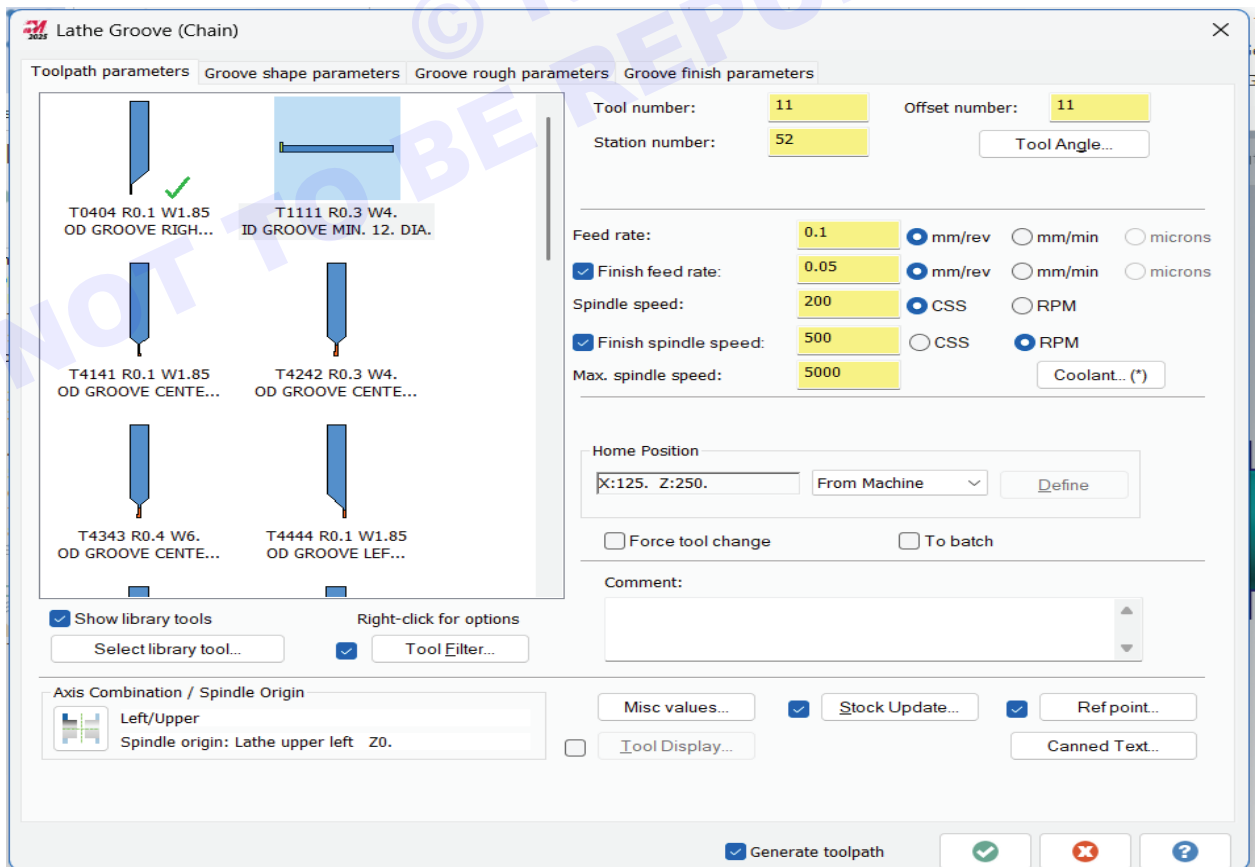 Lathe Groove (Chain)
Toolpath parameters Groove shape parameters Groove rough parameters Groove finish parameters
T0404 R0.1 W1.85
OD GROOVE RIGH...
T1111 R0.3 W4.
ID GROOVE MIN. 12. DIA.
T4141 R0.1 W1.85
OD GROOVE CENTE...
T4242 R0.3 W4.
OD GROOVE CENTE...
T4343 R0.4 W6.
OD GROOVE CENTE...
T4444 R0.1 W1.85
OD GROOVE LEF...
Show library tools Right-click for options
Select library tool... Tool Filter...
Axis Combination / Spindle Origin
Left/Upper
Spindle origin: Lathe upper left Z0.
Tool number: 11 Offset number: 11
Station number: 52 Tool Angle...
Feed rate: 0.1 mm/rev mm/min microns
Finish feed rate: 0.05 mm/rev mm/min microns
Spindle speed: 200 CSS RPM
Finish spindle speed: 500 CSS RPM
Max. spindle speed: 5000 Coolant... (*)
Home Position
X:125. Z:250. From Machine Define
Force tool change To batch
Comment:
Misc values... Stock Update... Ref point...
Tool Display... Canned Text...
Generate toolpath
2025
©
NOT TO BE REPU